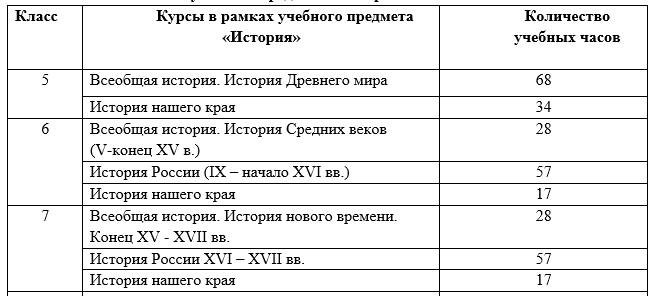 Класс Курсы в рамках учебного предмета Количество
«История» учебных часов
5 Всеобщая история. История Древнего мира 68
История нашего края 34
6 Всеобщая история. История Средних веков 28
(V-конец XV в.)
История России (IX – начало XVI вв.) 57
История нашего края 17
7 Всеобщая история. История нового времени. 28
Конец XV - XVII вв.
История России XVI – XVII вв. 57
История нашего края 17